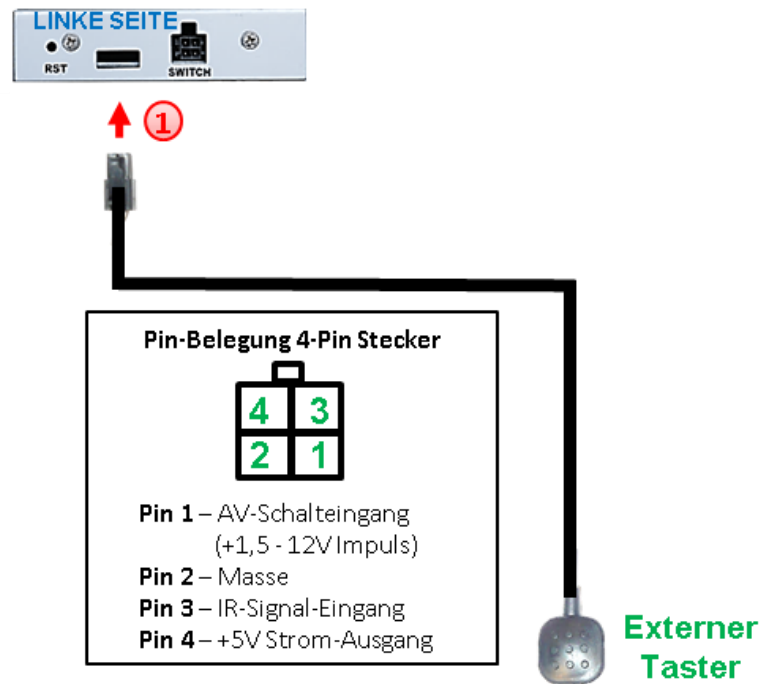 LINKE SEITE
RST
SWITCH
1
Pin-Belegung 4-Pin Stecker
4 3
2 1
Pin 1 – AV-Schalteingang
(+1,5 - 12V Impuls)
Pin 2 – Masse
Pin 3 – IR-Signal-Eingang
Pin 4 – +5V Strom-Ausgang
Externer
Taster